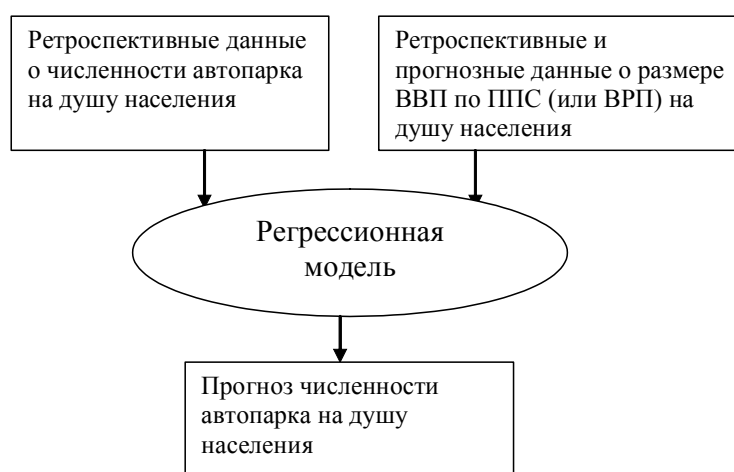 Ретроспективные данные
о численности автопарка
на душу населения
Ретроспективные и
прогнозные данные о размере
ВВП по ППС (или ВРП) на
душу населения
Регрессионная
модель
Прогноз численности
автопарка на душу
населения